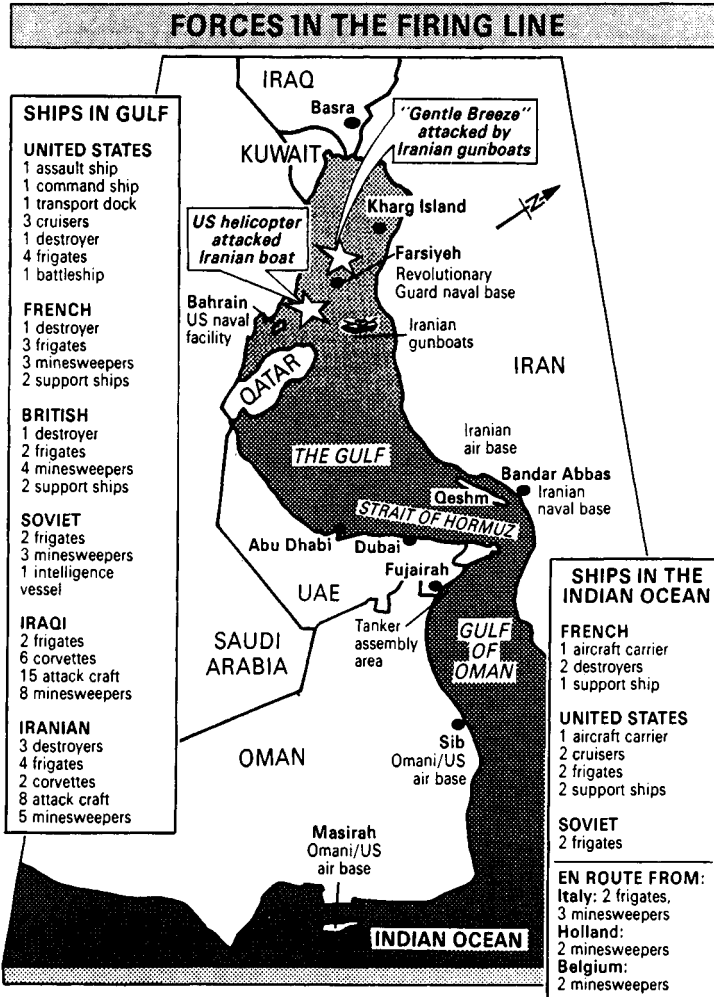 FORCES IN THE FIRING LINE
SHIPS IN GULF
UNITED STATES
1 assault ship
1 command ship
1 transport dock
3 cruisers
1 destroyer
4 frigates
1 battleship
FRENCH
1 destroyer
3 frigates
3 minesweepers
2 support ships
BRITISH
1 destroyer
2 frigates
4 minesweepers
2 support ships
SOVIET
2 frigates
3 minesweepers
1 intelligence
vessel
IRAQI
2 frigates
6 corvettes
15 attack craft
8 minesweepers
IRANIAN
3 destroyers
4 frigates
2 corvettes
8 attack craft
5 minesweepers
IRAQ
Basra
"Gentle Breeze"
attacked by
Iranian gunboats
KUWAIT
Kharg Island
N
US helicopter
attacked
Iranian boat
Farsiyeh
Revolutionary
Guard naval base
Bahrain
US naval
facility
Iranian
gunboats
QATAR
IRAN
THE GULF
Iranian
air base
Bandar Abbas
Iranian
naval base
Qeshm
STRAIT OF HORMUZ
Abu Dhabi
Dubai
Fujairah
UAE
Tanker
assembly
area
SAUDI
ARABIA
GULF
OF
OMAN
OMAN
Sib
Omani/US
air base
Masirah
Omani/US
air base
INDIAN OCEAN
SHIPS IN THE
INDIAN OCEAN
FRENCH
1 aircraft carrier
2 destroyers
1 support ship
UNITED STATES
1 aircraft carrier
2 cruisers
2 frigates
2 support ships
SOVIET
2 frigates
EN ROUTE FROM:
Italy: 2 frigates,
3 minesweepers
Holland:
2 minesweepers
Belgium:
2 minesweepers